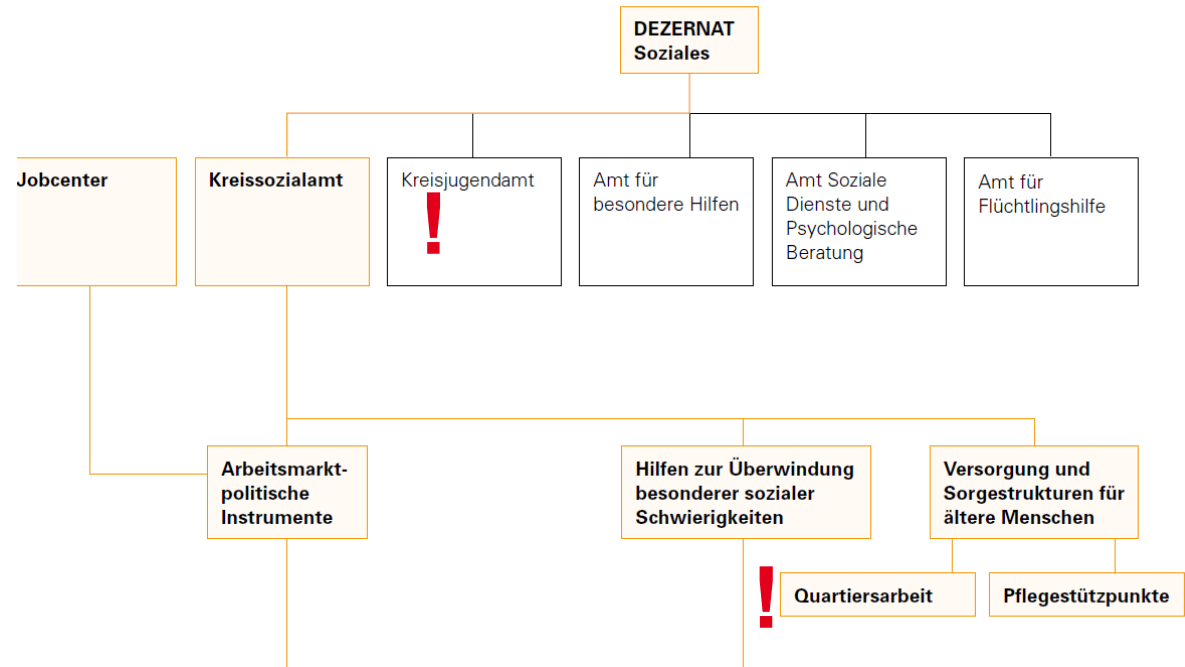 DEZERNAT
Soziales
Jobcenter
Kreissozialamt
Kreisjugendamt
!
Amt für
besondere Hilfen
Amt Soziale
Dienste und
Psychologische
Beratung
Amt für
Flüchtlingshilfe
Arbeitsmarkt-
politische
Instrumente
Hilfen zur Überwindung
besonderer sozialer
Schwierigkeiten
Versorgung und
Sorgestrukturen für
ältere Menschen
!
Quartiersarbeit
Pflegestützpunkte